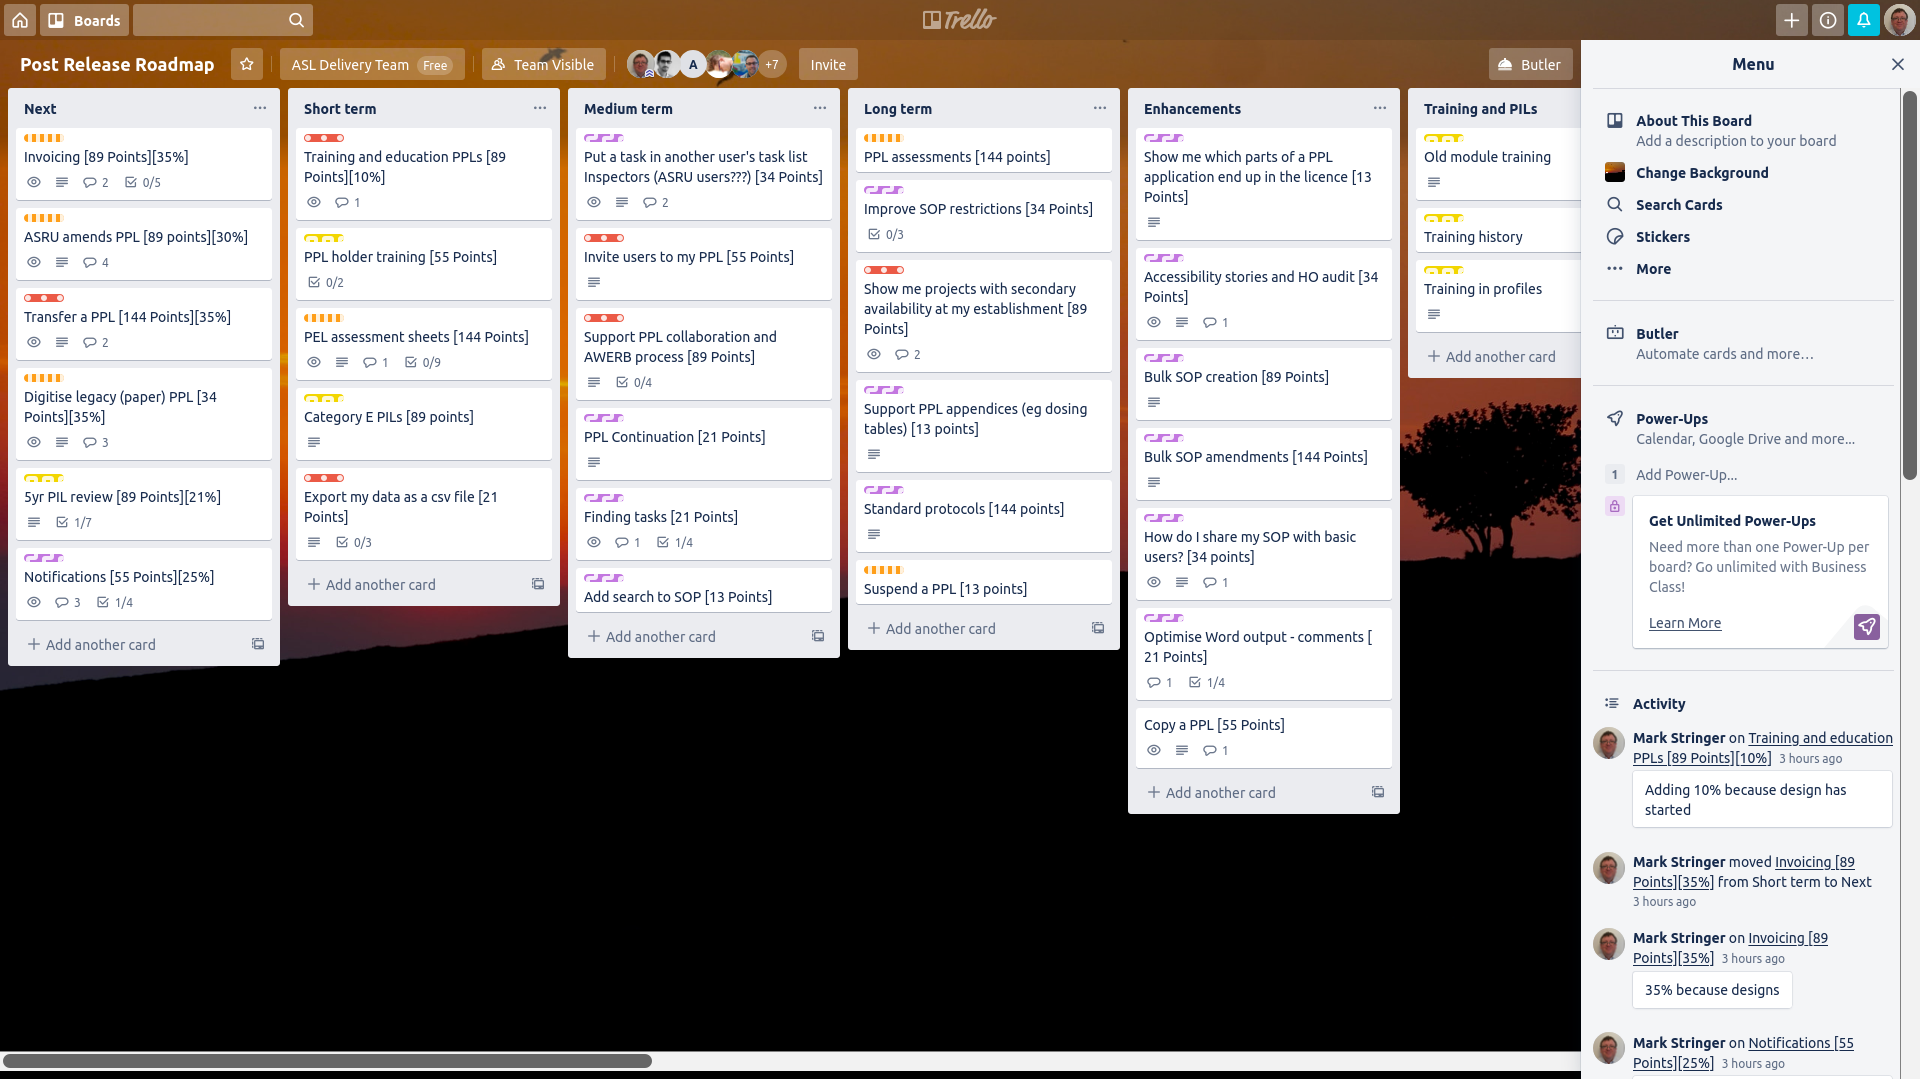 Boards
Trello
Post Release Roadmap
ASL Delivery Team Free
Team Visible
A
+7
Invite
Butler
Next
Invoicing [89 Points][35%]
2 0/5
ASRU amends PPL [89 points][30%]
4
Transfer a PPL [144 Points][35%]
2
Digitise legacy (paper) PPL [34
Points][35%]
3
5yr PIL review [89 Points][21%]
1/7
Notifications [55 Points][25%]
3 1/4
+ Add another card
Short term
Training and education PPLs [89
Points][10%]
1
PPL holder training [55 Points]
0/2
PEL assessment sheets [144 Points]
1 0/9
Category E PILs [89 points]
Export my data as a csv file [21
Points]
0/3
+ Add another card
Medium term
Put a task in another user's task list
Inspectors (ASRU users???) [34 Points]
2
Invite users to my PPL [55 Points]
Support PPL collaboration and
AWERB process [89 Points]
0/4
PPL Continuation [21 Points]
Finding tasks [21 Points]
1 1/4
Add search to SOP [13 Points]
+ Add another card
Long term
PPL assessments [144 points]
Improve SOP restrictions [34 Points]
0/3
Show me projects with secondary
availability at my establishment [89
Points]
2
Support PPL appendices (eg dosing
tables) [13 points]
Standard protocols [144 points]
Suspend a PPL [13 points]
+ Add another card
Enhancements
Show me which parts of a PPL
application end up in the licence [13
Points]
Accessibility stories and HO audit [34
Points]
1
Bulk SOP creation [89 Points]
Bulk SOP amendments [144 Points]
How do I share my SOP with basic
users? [34 points]
1
Optimise Word output - comments [
21 Points]
1 1/4
Copy a PPL [55 Points]
1
+ Add another card
Training and PILs
Old module training
Training history
Training in profiles
+ Add another card
Menu
About This Board
Add a description to your board
Change Background
Search Cards
Stickers
More
Butler
Automate cards and more…
Power-Ups
Calendar, Google Drive and more...
1 Add Power-Up...
Get Unlimited Power-Ups
Need more than one Power-Up per
board? Go unlimited with Business
Class!
Learn More
Activity
Mark Stringer on Training and education
PPLs [89 Points][10%] 3 hours ago
Adding 10% because design has
started
Mark Stringer moved Invoicing [89
Points][35%] from Short term to Next
3 hours ago
Mark Stringer on Invoicing [89
Points][35%] 3 hours ago
35% because designs
Mark Stringer on Notifications [55
Points][25%] 3 hours ago